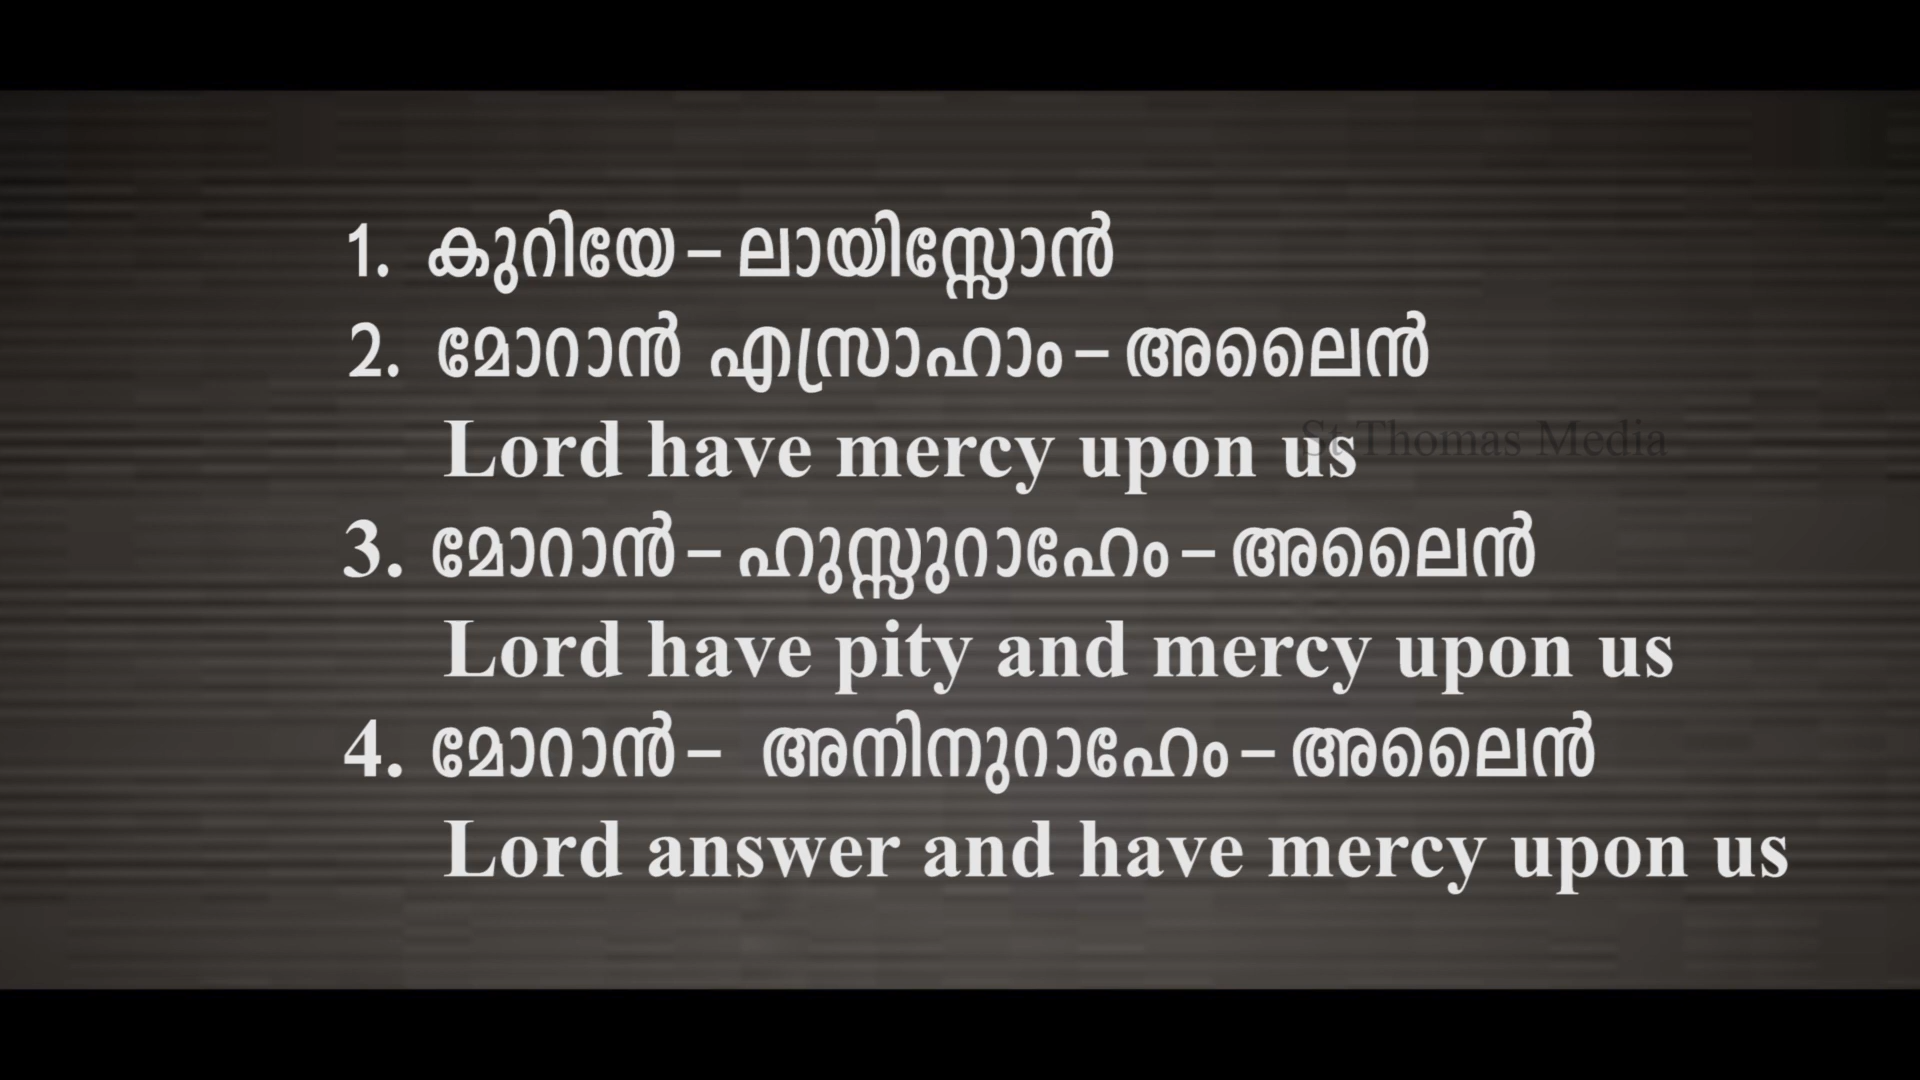 1. കുറിയേ – ലായിസ്സോൻ
2. മോറാൻ എസ്രാഹാം – അലൈൻ
Lord have mercy upon us
St Thomas Media
3. മോറാൻ – ഹുസ്സുറാഹേം – അലൈൻ
Lord have pity and mercy upon us
4. മോറാൻ – അനിനുറാഹേം – അലൈൻ
Lord answer and have mercy upon us